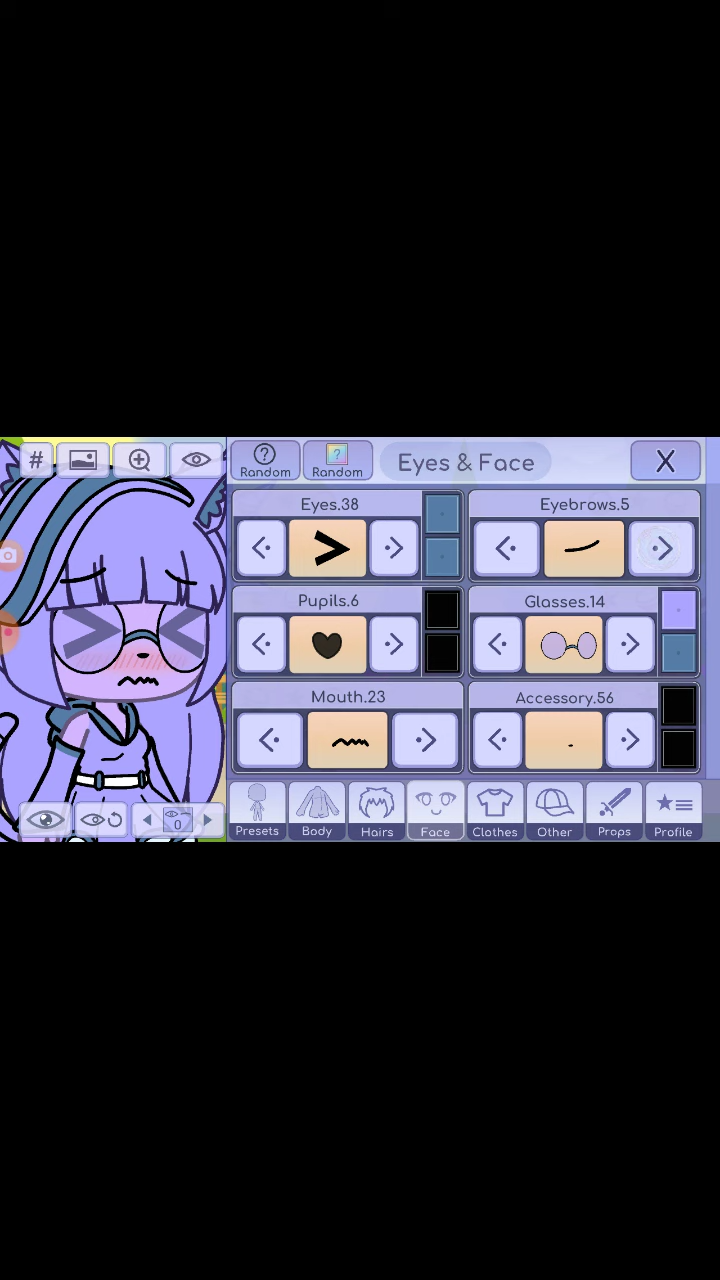 #
?
Random
?
Random
Eyes & Face
X
Eyes.38
Eyebrows.5
Pupils.6
Glasses.14
Mouth.23
Accessory.56
0
Presets
Body
Hairs
Face
Clothes
Other
Props
Profile